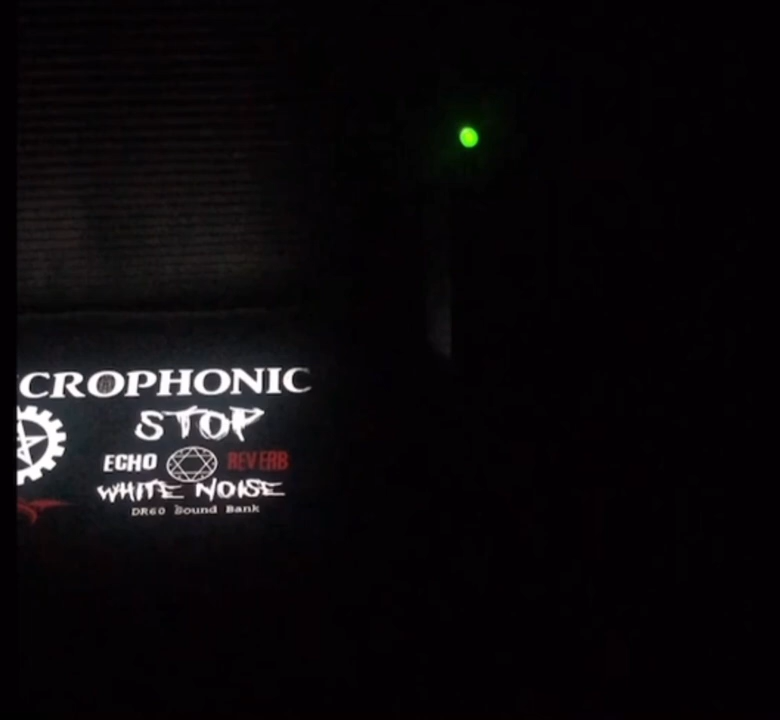 CROPHONIC
STOP
ECHO REVERB
WHITE NOISE
DR60 Sound Bank